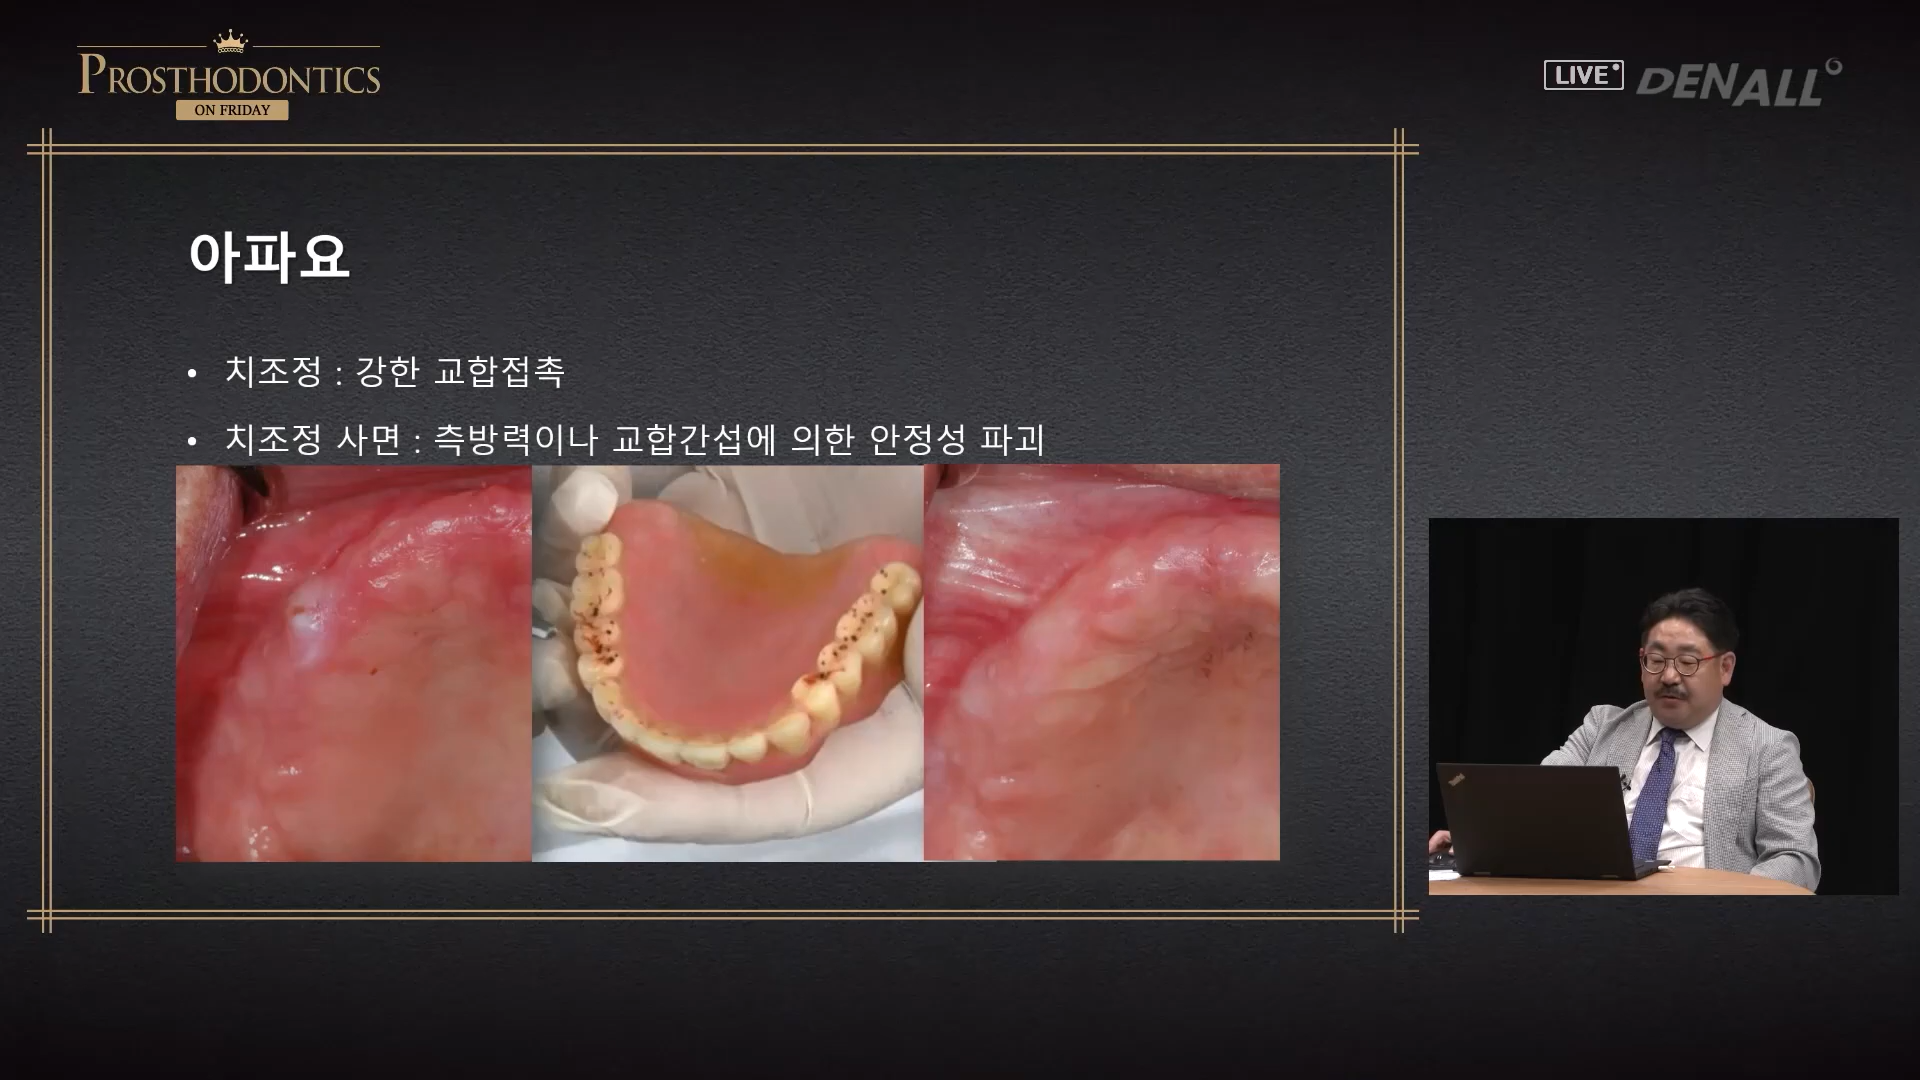 PROSTHODONTICS
ON FRIDAY
LIVE
DENALL
아파요
• 치조정 : 강한 교합접촉
• 치조정 사면 : 측방력이나 교합간섭에 의한 안정성 파괴
ThinkPad